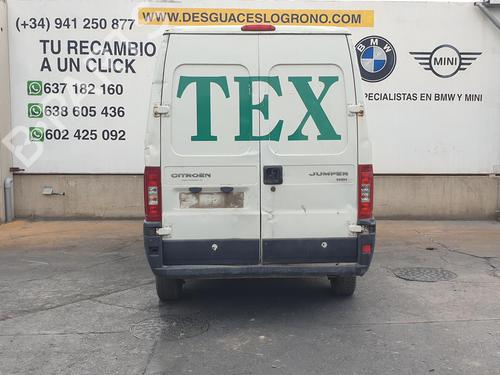 (+34) 941 250 877
WWW.DESGUACESLOGRONO.COM
TU RECAMBIO
A UN CLICK
637 182 160
638 605 436
602 425 092
BMW
MINI
ESPECIALISTAS EN BMW Y MINI
TEX
CITROËN
JUMPER